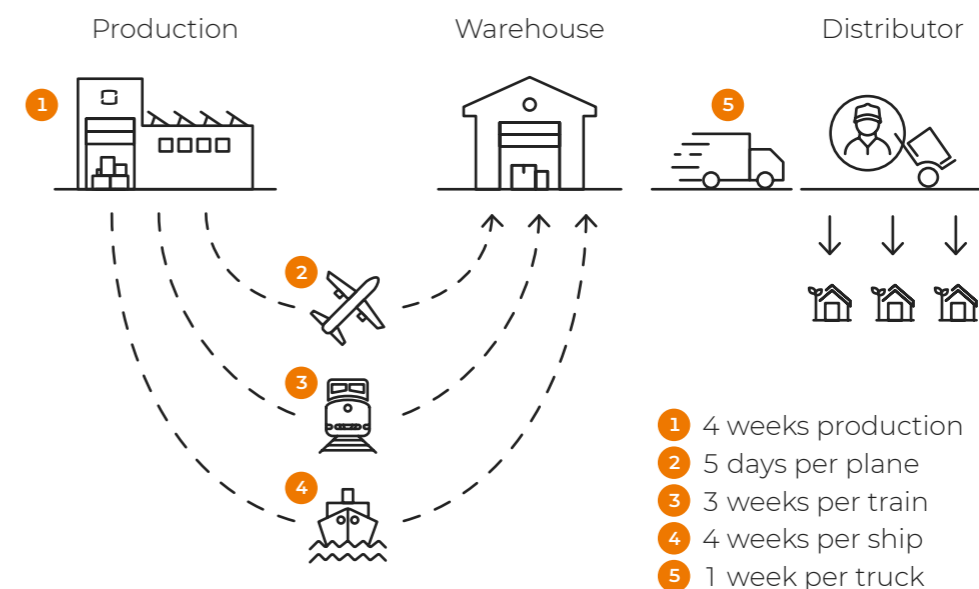 Production
Warehouse
Distributor
1
5
2
3
4
1 4 weeks production
2 5 days per plane
3 3 weeks per train
4 4 weeks per ship
5 1 week per truck